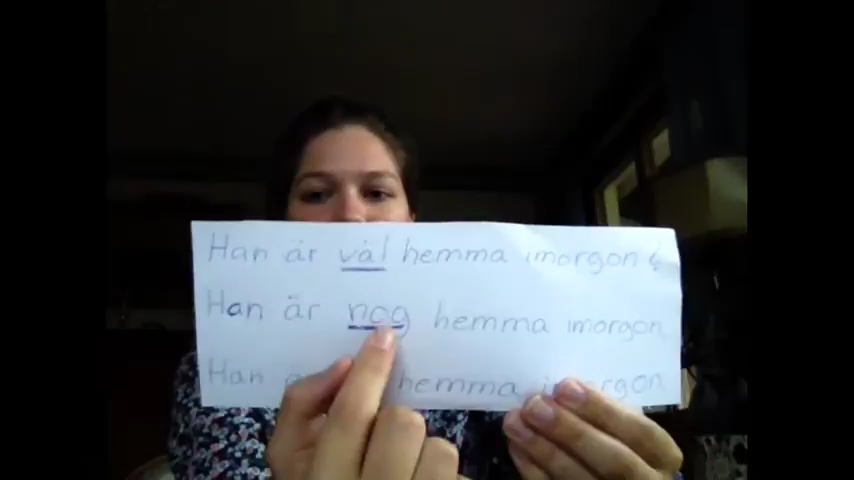 Han är väl hemma imorgon?
Han är nog hemma imorgon.
Han hemma imorgon